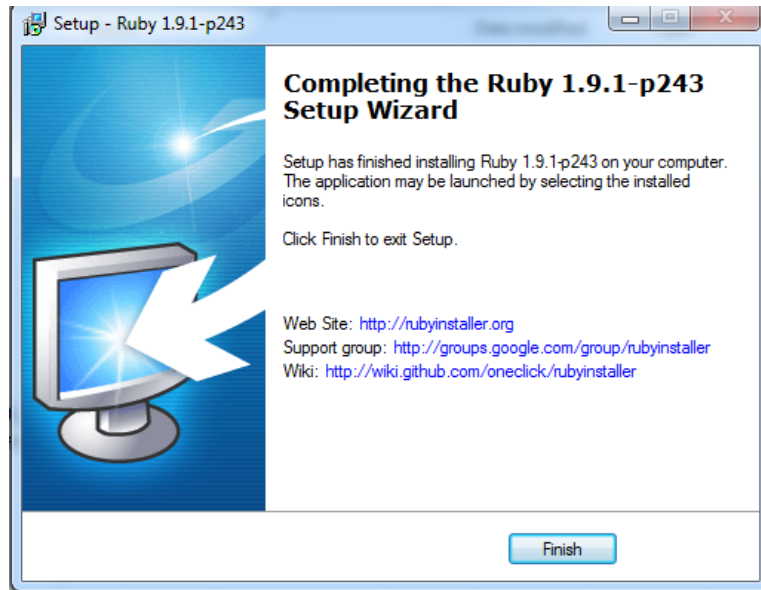 Setup - Ruby 1.9.1-p243
Completing the Ruby 1.9.1-p243
Setup Wizard
Setup has finished installing Ruby 1.9.1-p243 on your computer.
The application may be launched by selecting the installed
icons.
Click Finish to exit Setup.
Web Site: http://rubyinstaller.org
Support group: http://groups.google.com/group/rubyinstaller
Wiki: http://wiki.github.com/oneclick/rubyinstaller
Finish